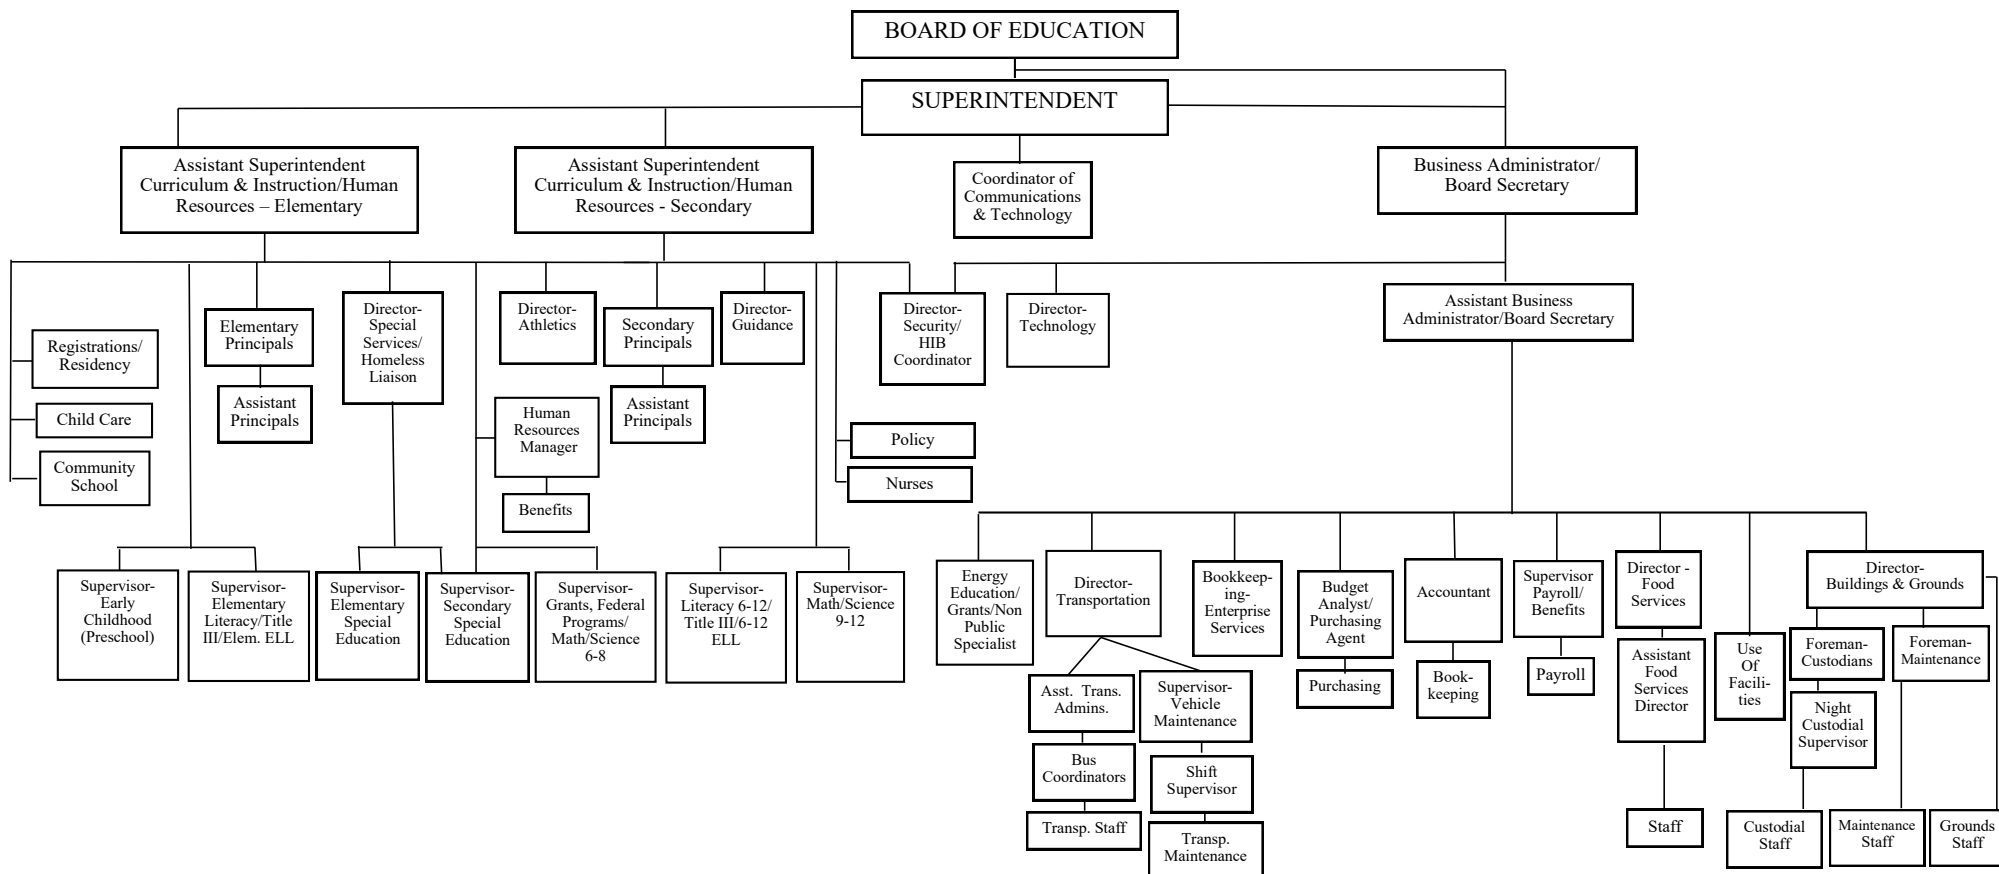 BOARD OF EDUCATION
SUPERINTENDENT
Assistant Superintendent
Curriculum & Instruction/Human
Resources – Elementary
Assistant Superintendent
Curriculum & Instruction/Human
Resources - Secondary
Coordinator of
Communications
& Technology
Business Administrator/
Board Secretary
Registrations/
Residency
Child Care
Community
School
Elementary
Principals
Assistant
Principals
Director-
Special
Services/
Homeless
Liaison
Director-
Athletics
Human
Resources
Manager
Benefits
Secondary
Principals
Assistant
Principals
Director-
Guidance
Director-
Security/
HIB
Coordinator
Director-
Technology
Assistant Business
Administrator/Board Secretary
Policy
Nurses
Supervisor-
Early
Childhood
(Preschool)
Supervisor-
Elementary
Literacy/Title
III/Elem. ELL
Supervisor-
Elementary
Special
Education
Supervisor-
Secondary
Special
Education
Supervisor-
Grants, Federal
Programs/
Math/Science
6-8
Supervisor-
Literacy 6-12/
Title III/6-12
ELL
Supervisor-
Math/Science
9-12
Energy
Education/
Grants/Non
Public
Specialist
Director-
Transportation
Asst. Trans.
Admins.
Bus
Coordinators
Transp. Staff
Supervisor-
Vehicle
Maintenance
Shift
Supervisor
Transp.
Maintenance
Bookkeep-
ing-
Enterprise
Services
Budget
Analyst/
Purchasing
Agent
Purchasing
Accountant
Book-
keeping
Supervisor
Payroll/
Benefits
Payroll
Director -
Food
Services
Assistant
Food
Services
Director
Staff
Use
Of
Facili-
ties
Director-
Buildings & Grounds
Foreman-
Custodians
Night
Custodial
Supervisor
Custodial
Staff
Foreman-
Maintenance
Maintenance
Staff
Grounds
Staff